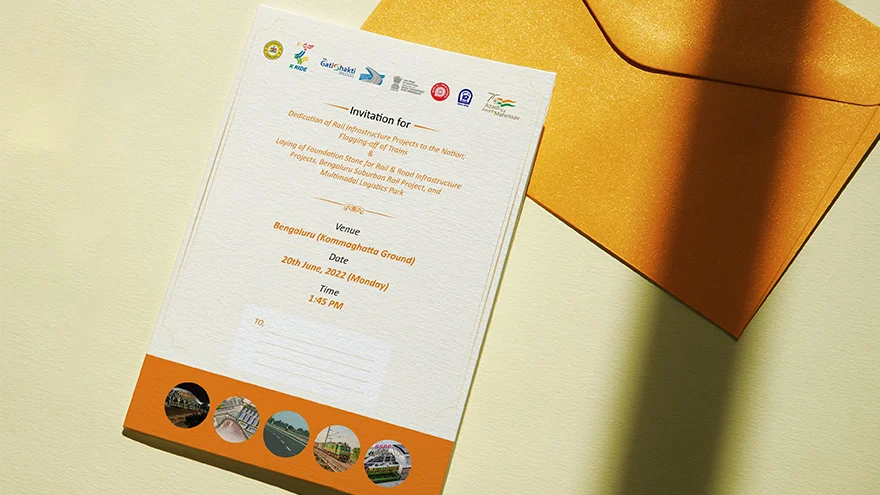 K RIDE
GatiShakti
75
Azadi Ka
Amrit Mahotsav
Invitation for
Dedication of Rail Infrastructure Projects to the Nation;
Flagging-off of Trains
&
Laying of Foundation Stone for Rail & Road Infrastructure
Projects, Bengaluru Suburban Rail Project, and
Multimodal Logistics Park
Venue
Bengaluru (Kommaghatta Ground)
Date
20th June, 2022 (Monday)
Time
1:45 PM
TO,